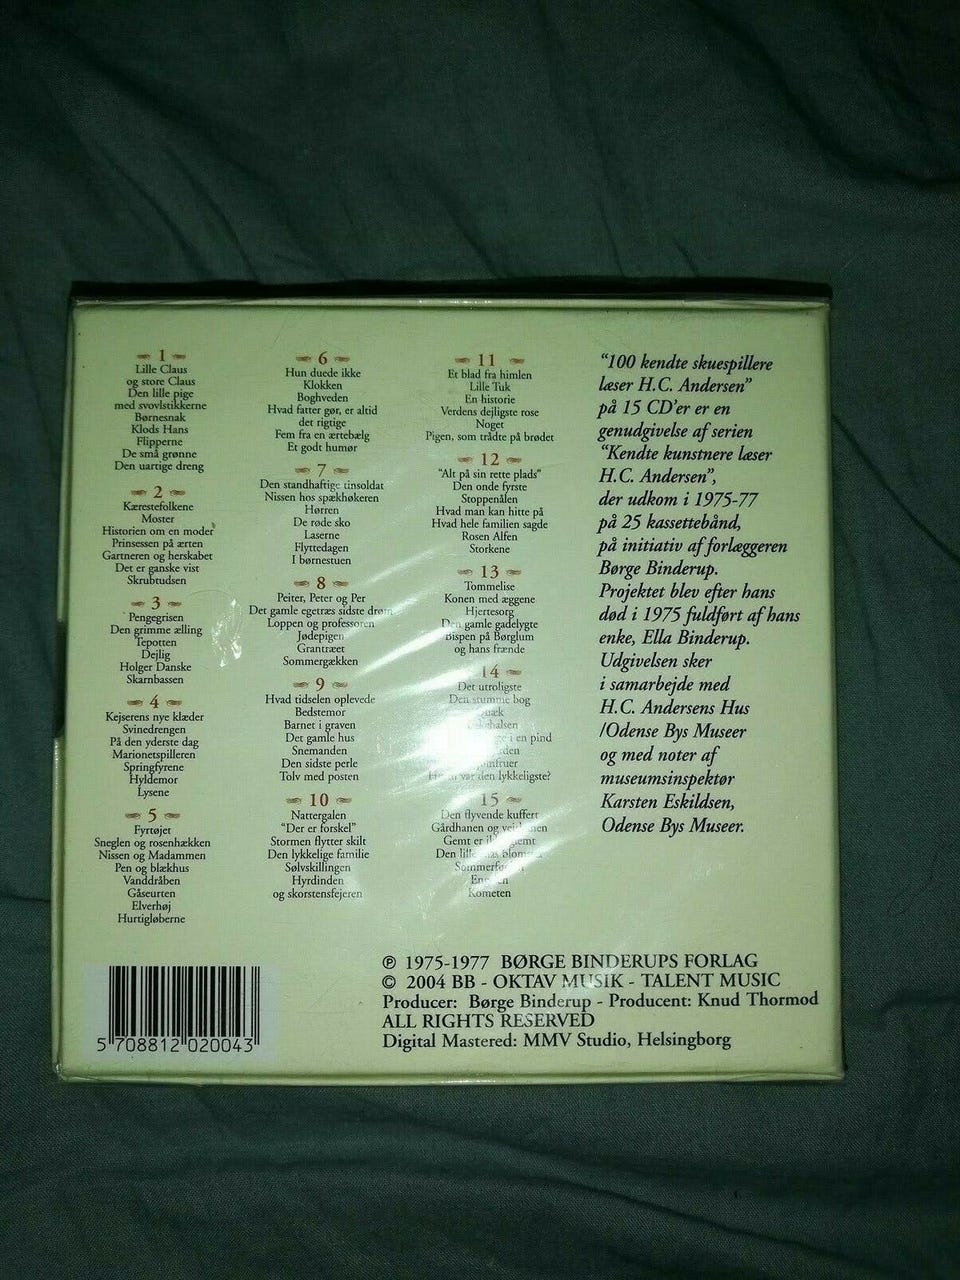 1
Lille Claus
og store Claus
Den lille pige
med svovlstikkerne
Børnesnak
Klods Hans
Flipperne
De små grønne
Den uartige dreng
2
Kærestefolkene
Moster
Historien om en moder
Prinsessen på ærten
Gartneren og herskabet
Det er ganske vist
Skrubtudsen
3
Pengegrisen
Den grimme ælling
Tepotten
Dejlig
Holger Danske
Skarnbassen
4
Kejserens nye klæder
Svinedrengen
På den yderste dag
Marionetspilleren
Springfyrene
Hyldemor
Lysene
5
Fyrtøjet
Sneglen og rosenhækken
Nissen og Madammen
Pen og blækhus
Vanddråben
Gåseurten
Elverhøj
Hurtigløberne
6
Hun duede ikke
Klokken
Boghveden
Hvad fatter gør, er altid
det rigtige
Fem fra en ærtebælg
Et godt humør
7
Den standhaftige tinsoldat
Nissen hos spækhøkeren
Hørren
De røde sko
Laserne
Flyttedagen
I børnestuen
8
Peiter, Peter og Per
Det gamle egetræs sidste drøm
Loppen og professoren
Jødepigen
Grantræet
Sommergækken
9
Hvad tidselen oplevede
Bedstemor
Barnet i graven
Det gamle hus
Snemanden
Den sidste perle
Tolv med posten
10
Nattergalen
"Der er forskel"
Stormen flytter skilt
Den lykkelige familie
Sølvskillingen
Hyrdinden
og skorstensfejeren
11
Et blad fra himlen
Lille Tuk
En historie
Verdens dejligste rose
Noget
Pigen, som trådte på brødet
12
"Alt på sin rette plads"
Den onde fyrste
Stoppenålen
Hvad man kan hitte på
Hvad hele familien sagde
Rosen Alfen
Storkene
13
Tommelise
Konen med æggene
Hjertesorg
Den gamle gadelygte
Bispen på Børglum
og hans frænde
14
Det utroligste
Den stumme bog
i en pind
var den lykkeligste?
15
Den flyvende kuffert
Gårdhanen og
Gemt er
Den
Kometen
"100 kendte skuespillere
læser H.C. Andersen"
på 15 CD'er er en
genudgivelse af serien
"Kendte kunstnere læser
H.C. Andersen",
der udkom i 1975-77
på 25 kassettebånd,
på initiativ af forlæggeren
Børge Binderup.
Projektet blev efter hans
død i 1975 fuldført af hans
enke, Ella Binderup.
Udgivelsen sker
i samarbejde med
H.C. Andersens Hus
/Odense Bys Museer
og med noter af
museumsinspektør
Karsten Eskildsen,
Odense Bys Museer.
℗ 1975-1977 BØRGE BINDERUPS FORLAG
© 2004 BB - OKTAV MUSIK - TALENT MUSIC
Producer: Børge Binderup - Producent: Knud Thormod
ALL RIGHTS RESERVED
Digital Mastered: MMV Studio, Helsingborg
5 708812 020043